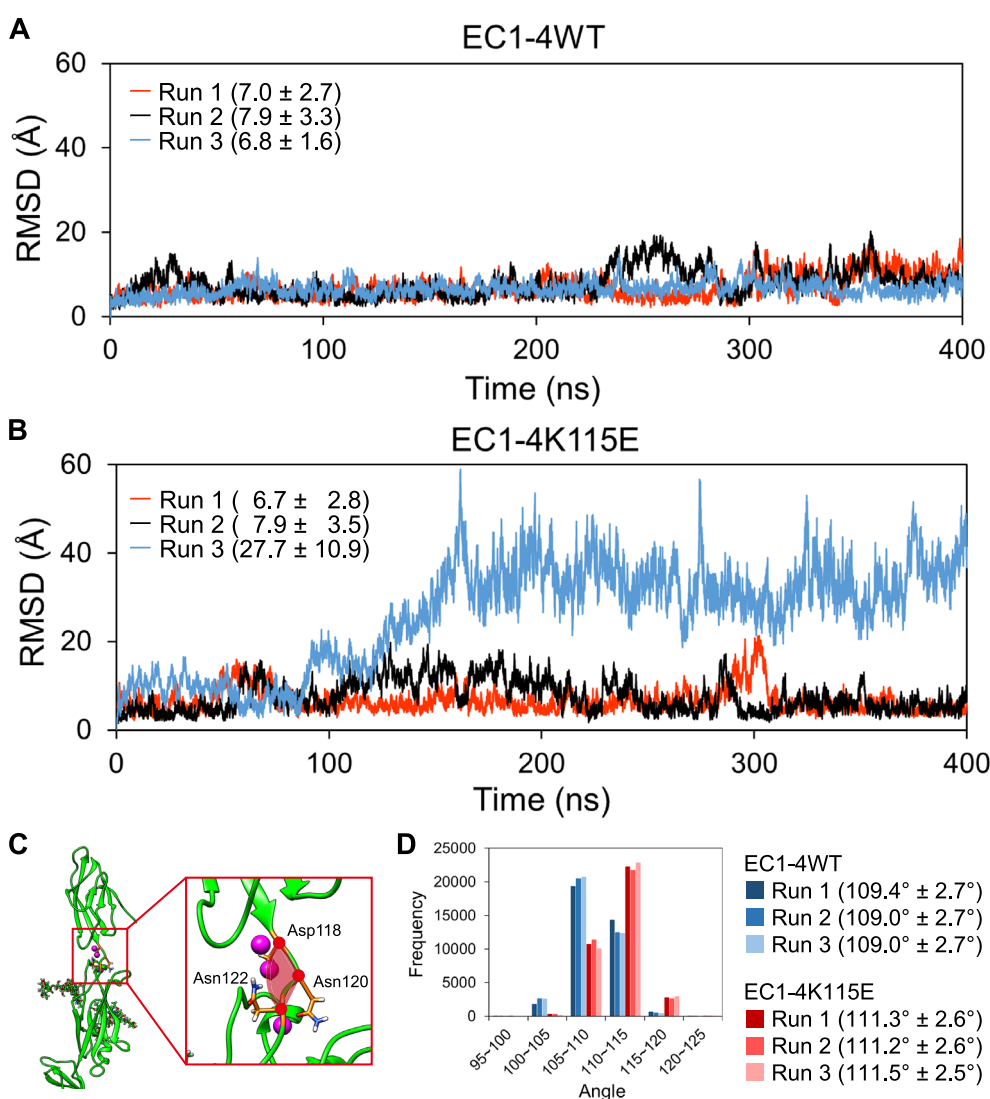 A
EC1-4WT
60
40
20
0
RMSD (Å)
Run 1 (7.0 ± 2.7)
Run 2 (7.9 ± 3.3)
Run 3 (6.8 ± 1.6)
0 100 200 300 400
Time (ns)
B
EC1-4K115E
60
40
20
0
RMSD (Å)
Run 1 ( 6.7 ± 2.8)
Run 2 ( 7.9 ± 3.5)
Run 3 (27.7 ± 10.9)
0 100 200 300 400
Time (ns)
C
Asp118
Asn122
Asn120
D
25000
20000
15000
10000
5000
0
Frequency
95~100
100~105
105~110
110~115
115~120
120~125
Angle
EC1-4WT
Run 1 (109.4° ± 2.7°)
Run 2 (109.0° ± 2.7°)
Run 3 (109.0° ± 2.7°)
EC1-4K115E
Run 1 (111.3° ± 2.6°)
Run 2 (111.2° ± 2.6°)
Run 3 (111.5° ± 2.5°)